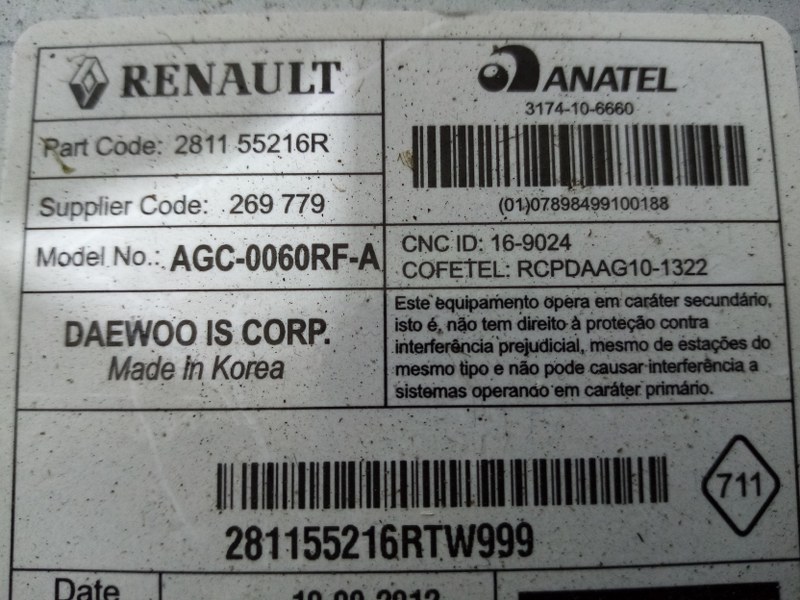 RENAULT
Part Code: 2811 55216R
Supplier Code: 269 779
Model No.: AGC-0060RF-A
DAEWOO IS CORP.
Made in Korea
ANATEL
3174-10-6660
(01)07898499100188
CNC ID: 16-9024
COFETEL: RCPDAAG10-1322
Este equipamento opera em caráter secundário,
isto é, não tem direito à proteção contra
interferência prejudicial, mesmo de estações do
mesmo tipo e não pode causar interferência a
sistemas operando em caráter primário.
711
281155216RTW999
Date